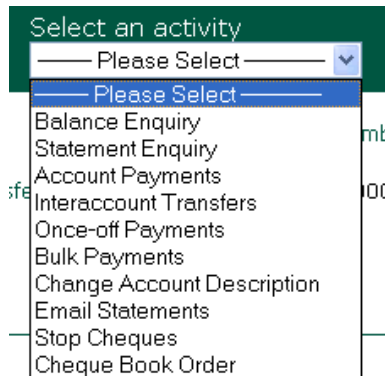 Select an activity
Please Select
Please Select
Balance Enquiry
Statement Enquiry
Account Payments
Interaccount Transfers
Once-off Payments
Bulk Payments
Change Account Description
Email Statements
Stop Cheques
Cheque Book Order